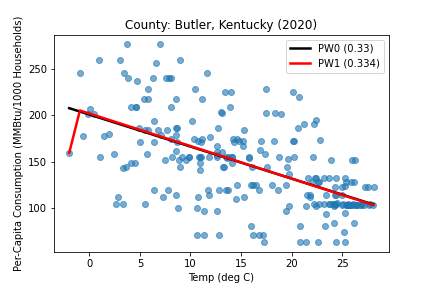 County: Butler, Kentucky (2020)
PW0 (0.33)
PW1 (0.334)
Per-Capita Consumption (MMBtu/1000 Households)
250
200
150
100
0 5 10 15 20 25
Temp (deg C)